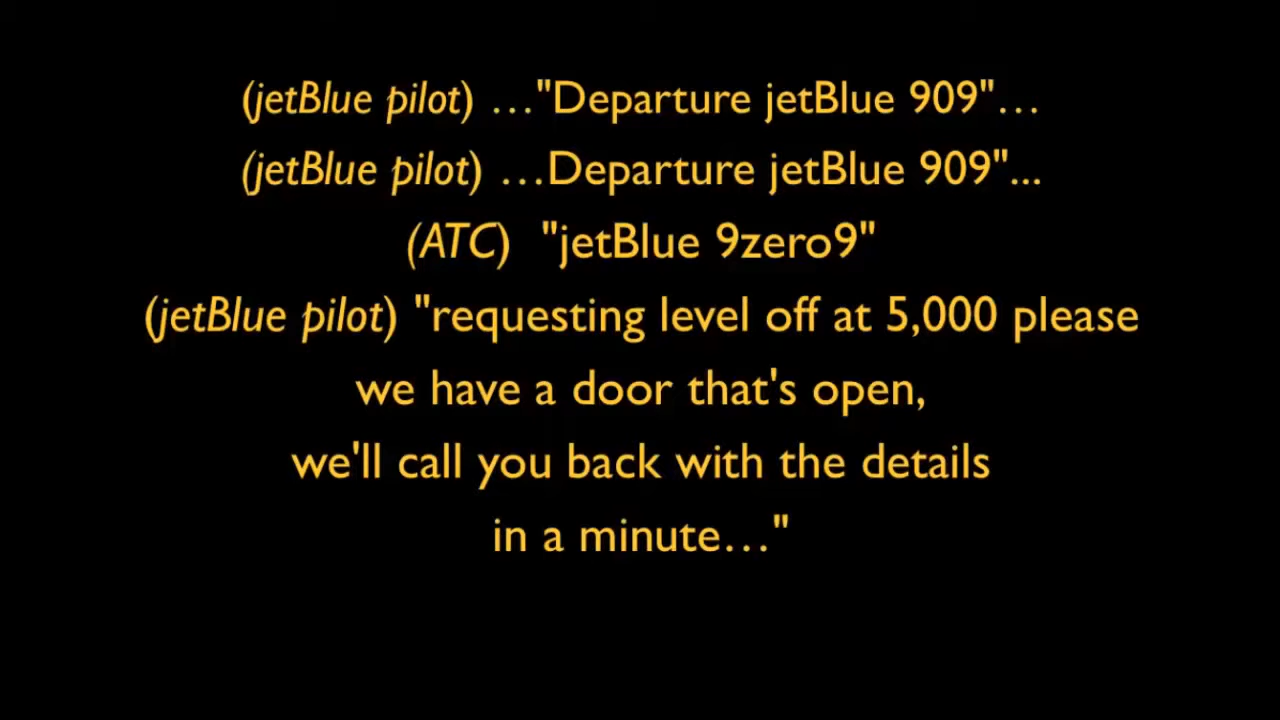 (jetBlue pilot) …"Departure jetBlue 909"…
(jetBlue pilot) …Departure jetBlue 909"...
(ATC) "jetBlue 9zero9"
(jetBlue pilot) "requesting level off at 5,000 please
we have a door that's open,
we'll call you back with the details
in a minute…"